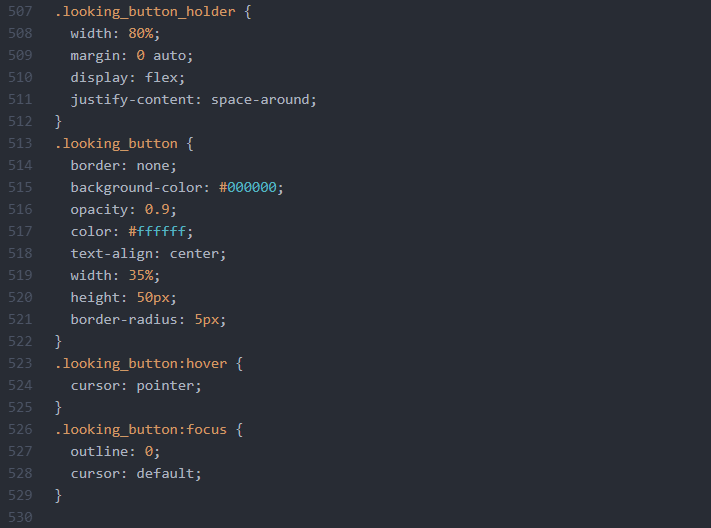 507 .looking_button_holder {
508   width: 80%;
509   margin: 0 auto;
510   display: flex;
511   justify-content: space-around;
512 }
513 .looking_button {
514   border: none;
515   background-color: #000000;
516   opacity: 0.9;
517   color: #ffffff;
518   text-align: center;
519   width: 35%;
520   height: 50px;
521   border-radius: 5px;
522 }
523 .looking_button:hover {
524   cursor: pointer;
525 }
526 .looking_button:focus {
527   outline: 0;
528   cursor: default;
529 }
530